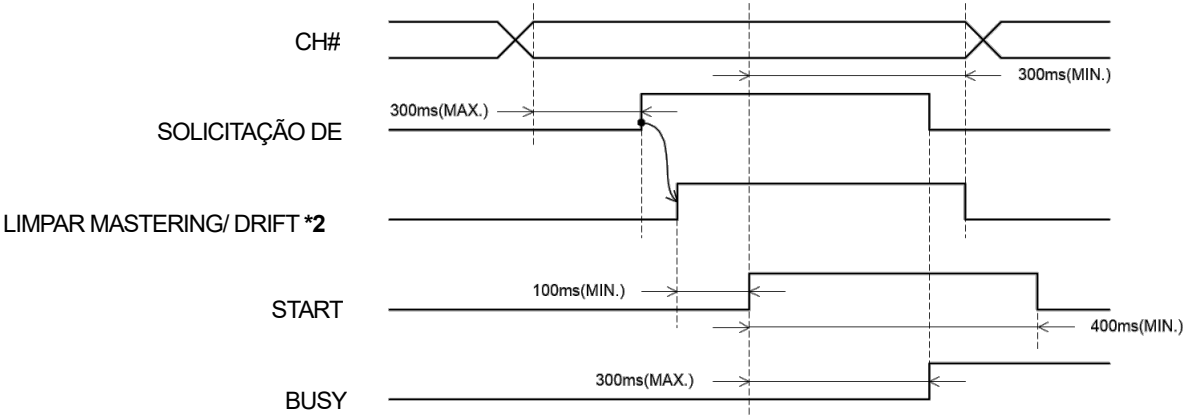 CH#
300ms(MIN.)
300ms(MAX.)
SOLICITAÇÃO DE
LIMPAR MASTERING/ DRIFT *2
100ms(MIN.)
START
400ms(MIN.)
300ms(MAX.)
BUSY